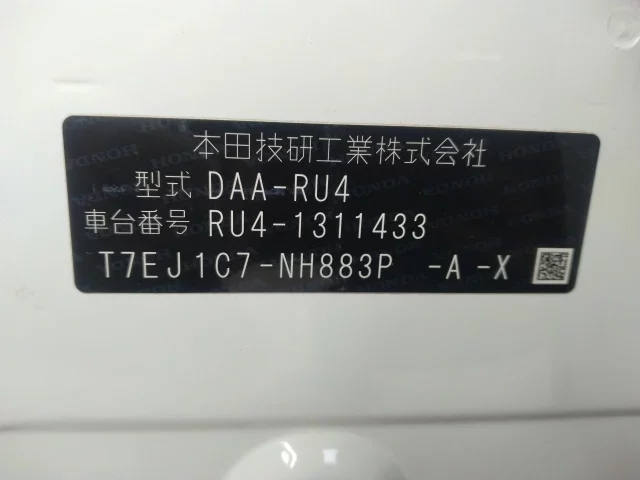 本田技研工業株式会社
型式 DAA-RU4
車台番号 RU4-1311433
T7EJ1C7-NH883P -A -X